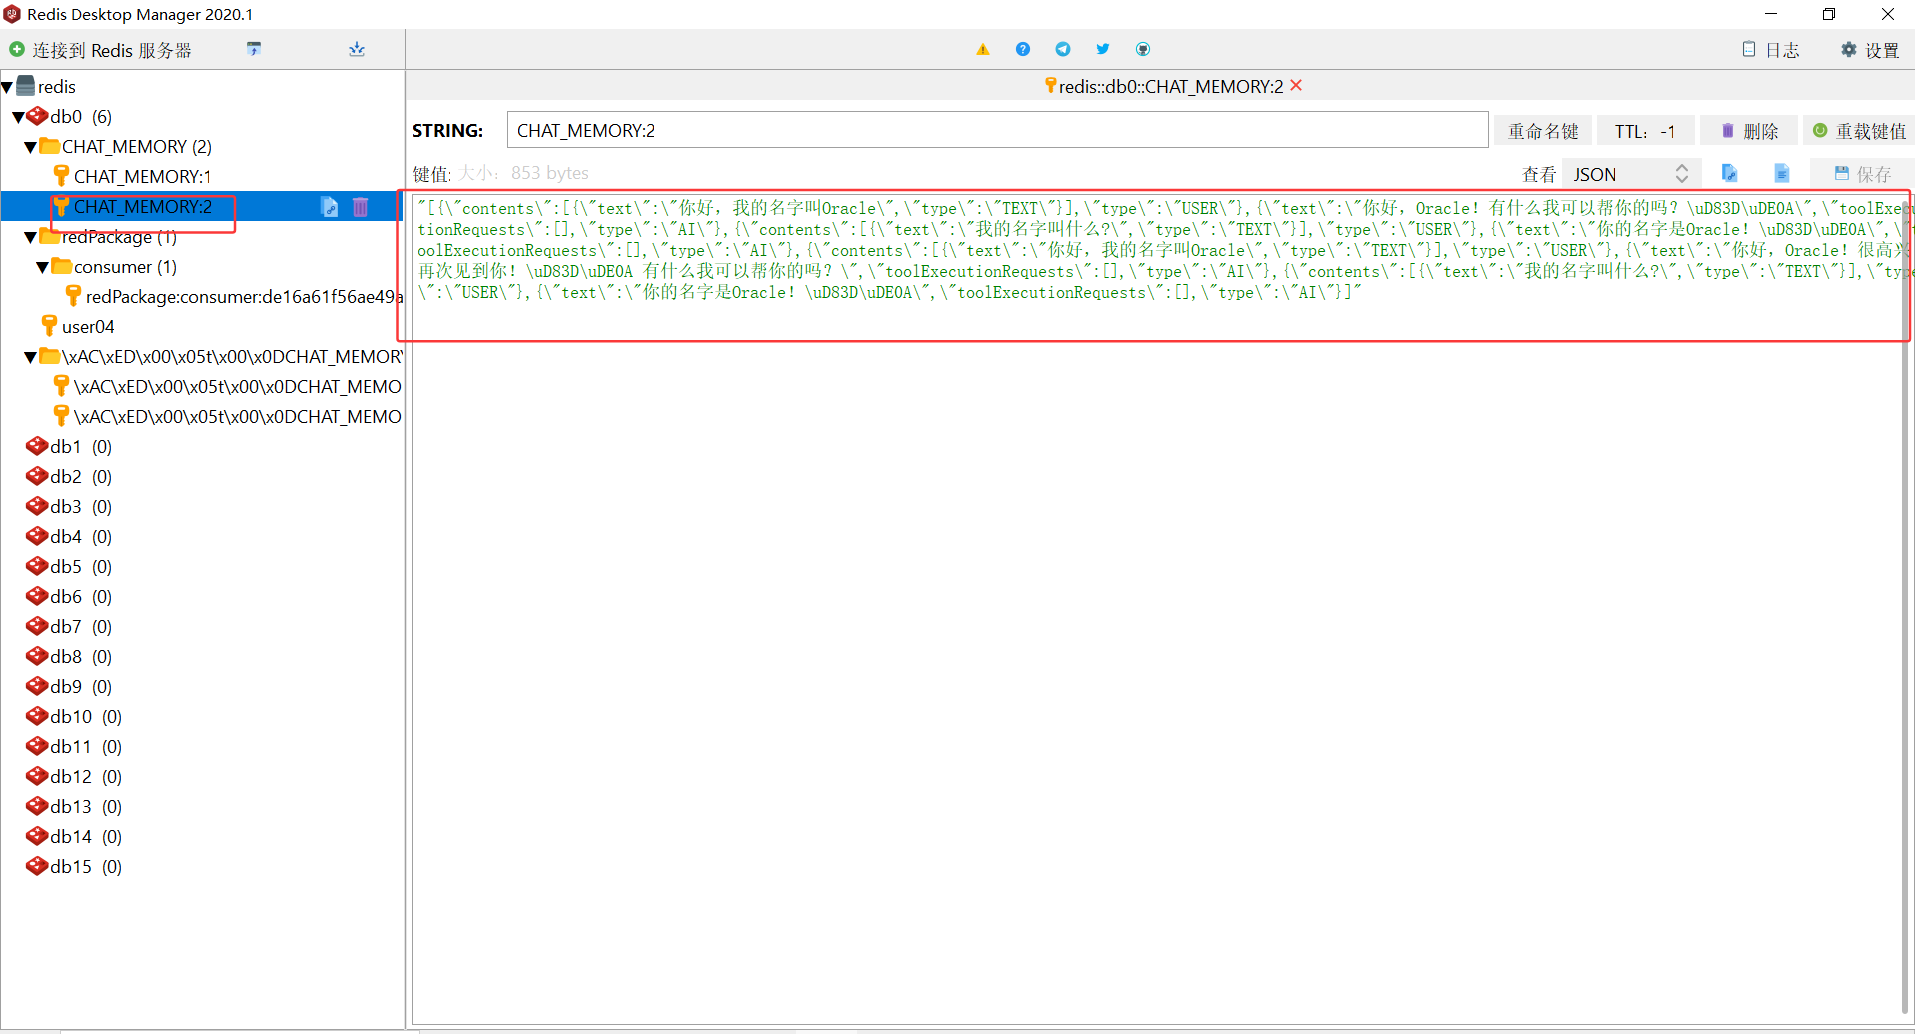 Redis Desktop Manager 2020.1
连接到 Redis 服务器
日志
设置
redis
db0 (6)
CHAT_MEMORY (2)
CHAT_MEMORY:1
CHAT_MEMORY:2
redPackage (1)
consumer (1)
redPackage:consumer:de16a61f56ae49a
user04
\xAC\xED\x00\x05t\x00\x0DCHAT_MEMORY
\xAC\xED\x00\x05t\x00\x0DCHAT_MEMO
\xAC\xED\x00\x05t\x00\x0DCHAT_MEMO
db1 (0)
db2 (0)
db3 (0)
db4 (0)
db5 (0)
db6 (0)
db7 (0)
db8 (0)
db9 (0)
db10 (0)
db11 (0)
db12 (0)
db13 (0)
db14 (0)
db15 (0)
redis::db0::CHAT_MEMORY:2
STRING: CHAT_MEMORY:2 重命名键 TTL: -1 删除 重载键值
键值: 大小: 853 bytes 查看 JSON 保存
"[{\"contents\":[{\"text\":\"你好，我的名字叫Oracle\",\"type\":\"TEXT\"}],\"type\":\"USER\"},{\"text\":\"你好，Oracle！有什么我可以帮你的吗？\uD83D\uDE0A\",\"toolExecu
tionRequests\":[],\"type\":\"AI\"},{\"contents\":[{\"text\":\"我的名字叫什么?\",\"type\":\"TEXT\"}],\"type\":\"USER\"},{\"text\":\"你的名字是Oracle！\uD83D\uDE0A\",\"t
oolExecutionRequests\":[],\"type\":\"AI\"},{\"contents\":[{\"text\":\"你好，我的名字叫Oracle\",\"type\":\"TEXT\"}],\"type\":\"USER\"},{\"text\":\"你好，Oracle！很高兴
再次见到你！\uD83D\uDE0A 有什么我可以帮你的吗？\",\"toolExecutionRequests\":[],\"type\":\"AI\"},{\"contents\":[{\"text\":\"我的名字叫什么?\",\"type\":\"TEXT\"}],\"type
\":\"USER\"},{\"text\":\"你的名字是Oracle！\uD83D\uDE0A\",\"toolExecutionRequests\":[],\"type\":\"AI\"}]"